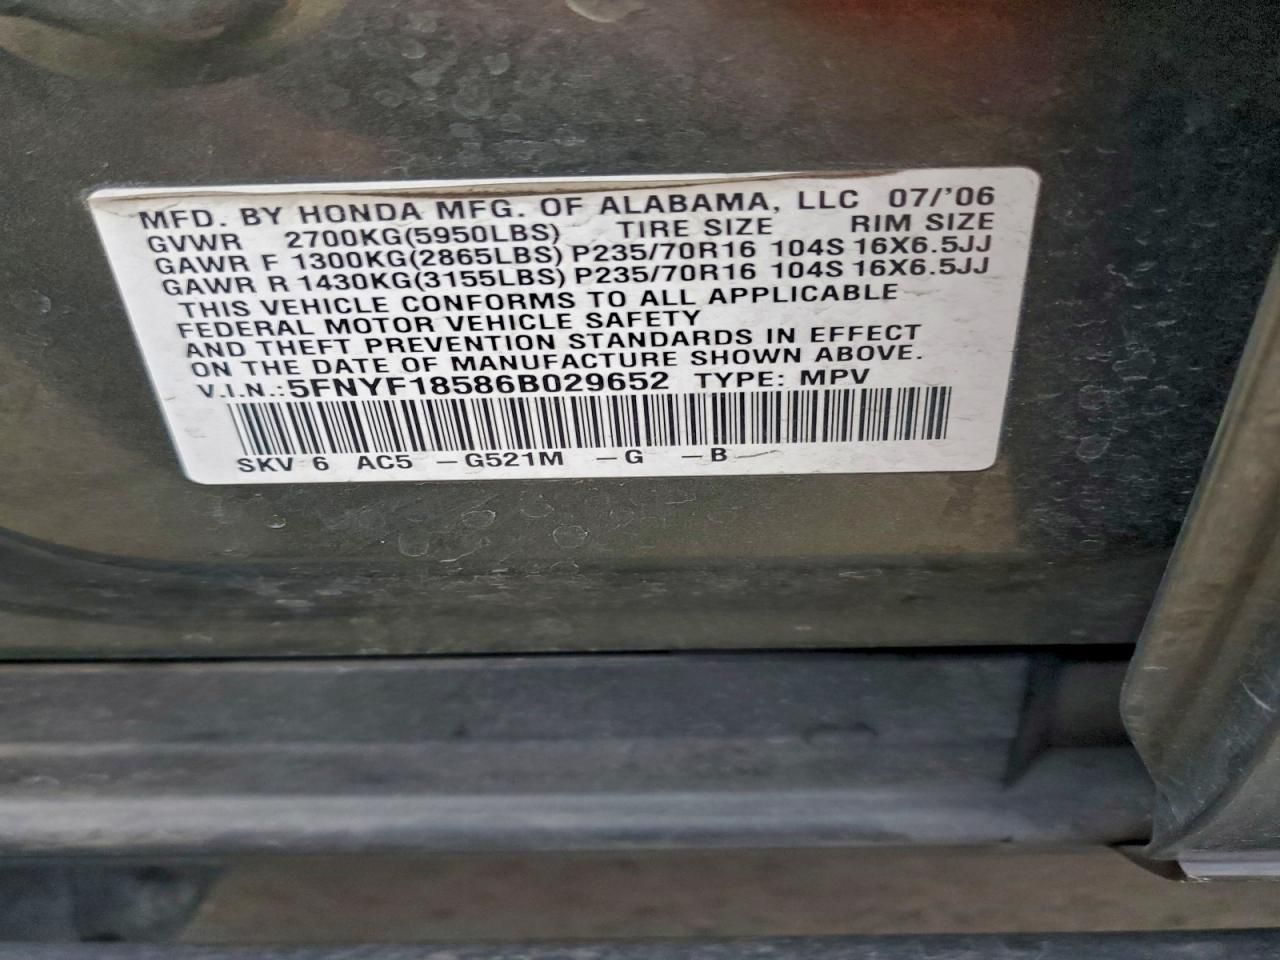 MFD. BY HONDA MFG. OF ALABAMA, LLC 07/'06
GVWR 2700KG(5950LBS) TIRE SIZE RIM SIZE
GAWR F 1300KG(2865LBS) P235/70R16 104S 16X6.5JJ
GAWR R 1430KG(3155LBS) P235/70R16 104S 16X6.5JJ
THIS VEHICLE CONFORMS TO ALL APPLICABLE
FEDERAL MOTOR VEHICLE SAFETY
AND THEFT PREVENTION STANDARDS IN EFFECT
ON THE DATE OF MANUFACTURE SHOWN ABOVE.
V.I.N.:5FNYF18586B029652 TYPE: MPV
SKV 6 AC5 -G521M -G -B